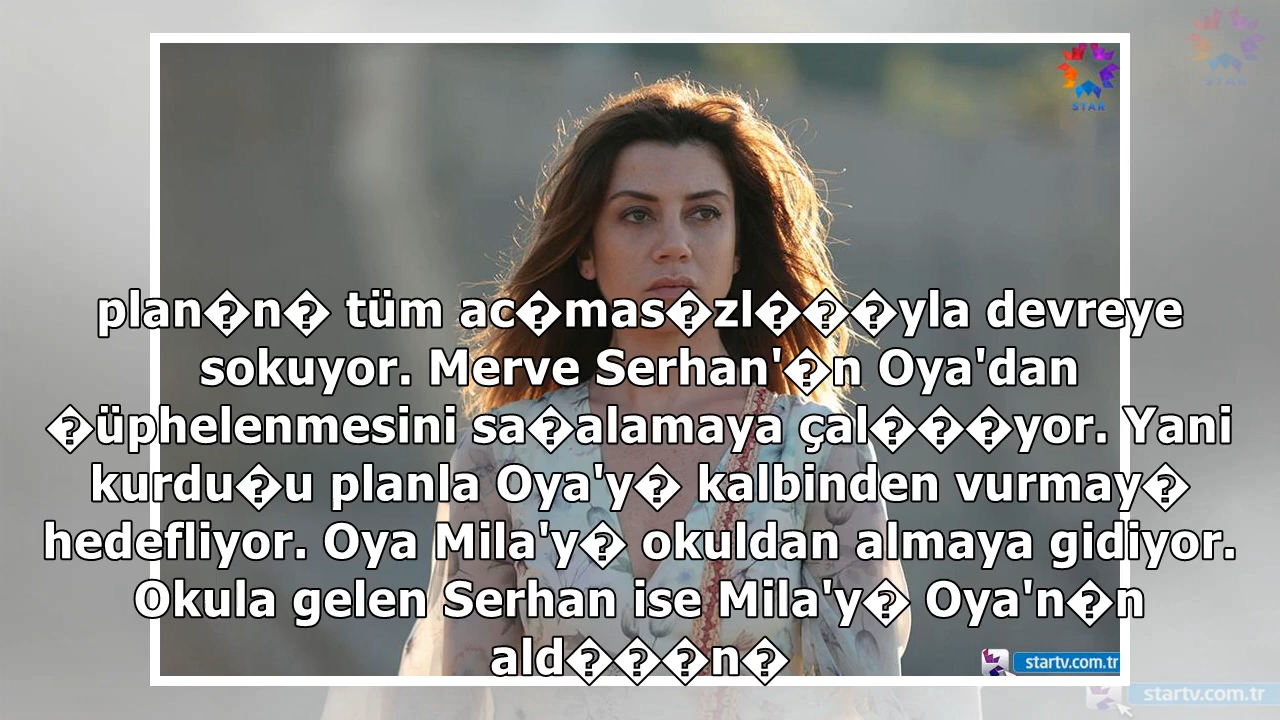 STAR
STAR
plan�n� tüm ac�mas�zl���yla devreye
sokuyor. Merve Serhan'�n Oya'dan
�üphelenmesini sa�alamaya çal���yor. Yani
kurdu�u planla Oya'y� kalbinden vurmay�
hedefliyor. Oya Mila'y� okuldan almaya gidiyor.
Okula gelen Serhan ise Mila'y� Oya'n�n
ald���n�
startv.com.tr
startv.com.tr